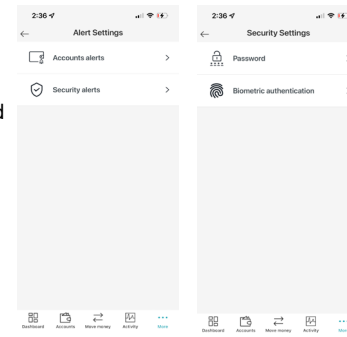 2:36
Alert Settings
Accounts alerts
Security alerts
Dashboard Accounts Move money Activity More
2:36
Security Settings
Password
Biometric authentication
Dashboard Accounts Move money Activity